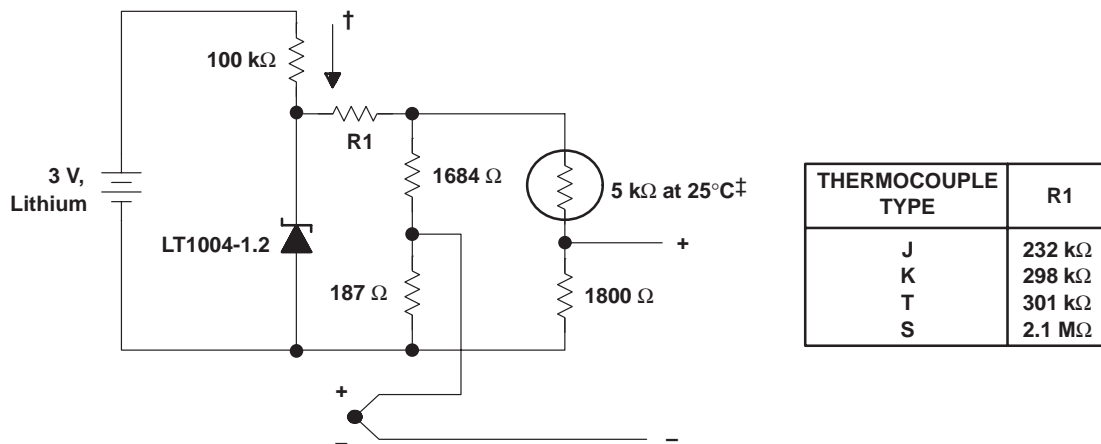 †
100 kΩ
R1
3 V,
Lithium
1684 Ω
5 kΩ at 25°C‡
+
LT1004-1.2
187 Ω
1800 Ω
+
–
–
THERMOCOUPLE
TYPE
R1
J 232 kΩ
K 298 kΩ
T 301 kΩ
S 2.1 MΩ